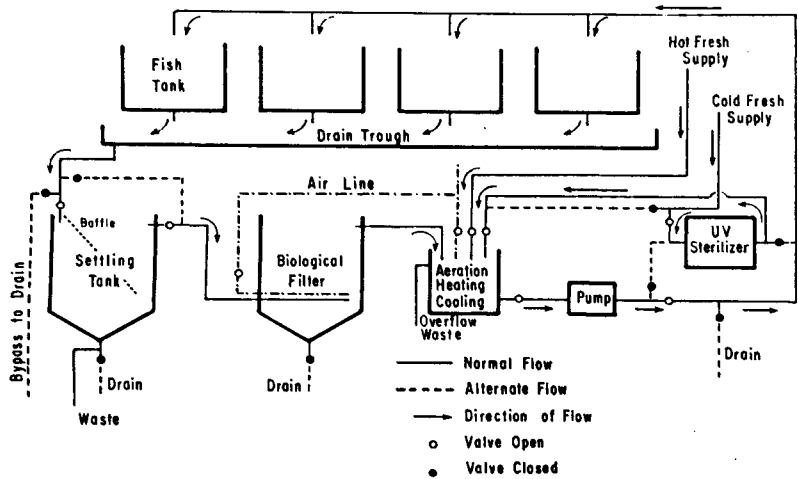 Fish
Tank
Hot Fresh
Supply
Cold Fresh
Supply
Drain Trough
Air Line
Baffle
Settling
Tank
Biological
Filter
Aeration
Heating
Cooling
UV
Sterilizer
Pump
Overflow
Waste
Bypass to Drain
Drain
Waste
Drain
Drain
Normal Flow
Alternate Flow
Direction of Flow
Valve Open
Valve Closed